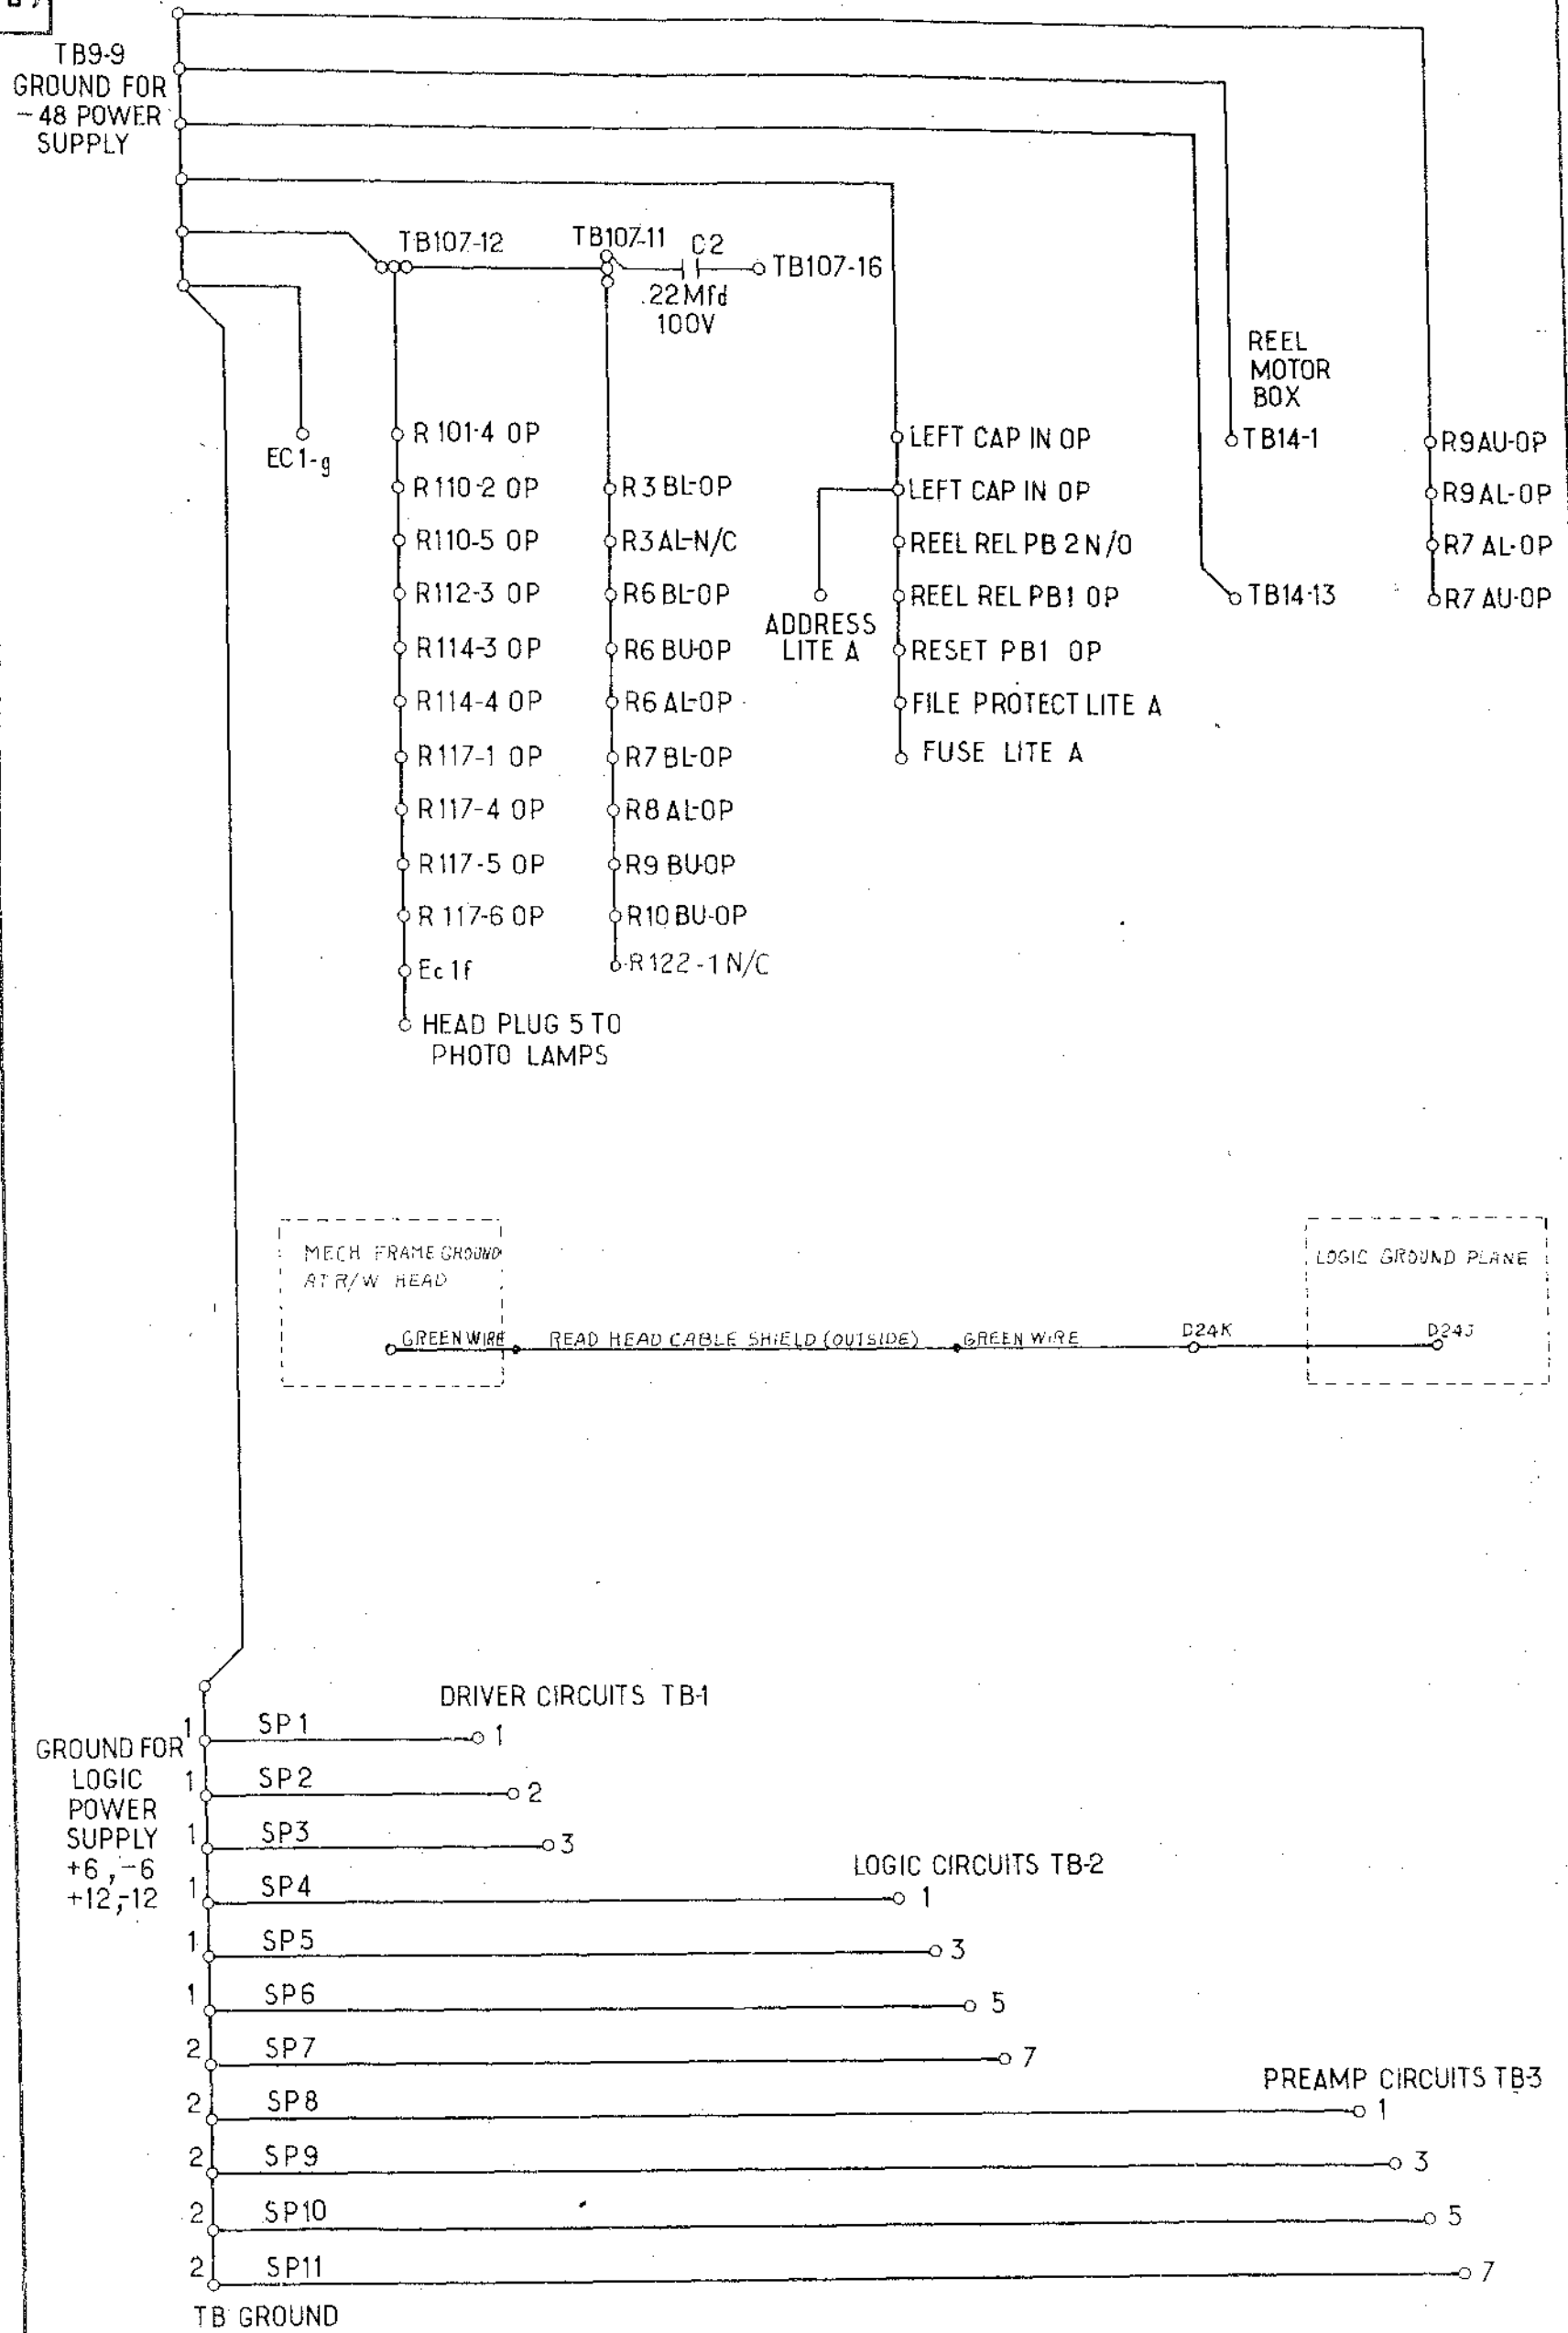 TB9-9
GROUND FOR
-48 POWER
SUPPLY
TB107-12
TB107-11
C2
TB107-16
.22Mfd
100V
EC1-g
R101-4 OP
R110-2 OP
R110-5 OP
R112-3 OP
R114-3 OP
R114-4 OP
R117-1 OP
R117-4 OP
R117-5 OP
R117-6 OP
Ec1f
HEAD PLUG 5 TO
PHOTO LAMPS
R3 BL-OP
R3 AL-N/C
R6 BL-OP
R6 BU-OP
R6 AL-OP
R7 BL-OP
R8 AL-OP
R9 BU-OP
R10 BU-OP
R122-1 N/C
LEFT CAP IN OP
LEFT CAP IN OP
REEL REL PB 2 N/O
REEL REL PB1 OP
RESET PB1 OP
FILE PROTECT LITE A
FUSE LITE A
ADDRESS
LITE A
REEL
MOTOR
BOX
TB14-1
TB14-13
R9 AU-OP
R9 AL-OP
R7 AL-OP
R7 AU-OP
MECH FRAME GROUND
AT R/W HEAD
GREEN WIRE
READ HEAD CABLE SHIELD (OUTSIDE)
GREEN WIRE
D24K
LOGIC GROUND PLANE
D24J
GROUND FOR
LOGIC
POWER
SUPPLY
+6,-6
+12,-12
DRIVER CIRCUITS TB-1
1 SP1 1
1 SP2 2
1 SP3 3
LOGIC CIRCUITS TB-2
1 SP4 1
1 SP5 3
1 SP6 5
2 SP7 7
PREAMP CIRCUITS TB-3
2 SP8 1
2 SP9 3
2 SP10 5
2 SP11 7
TB GROUND